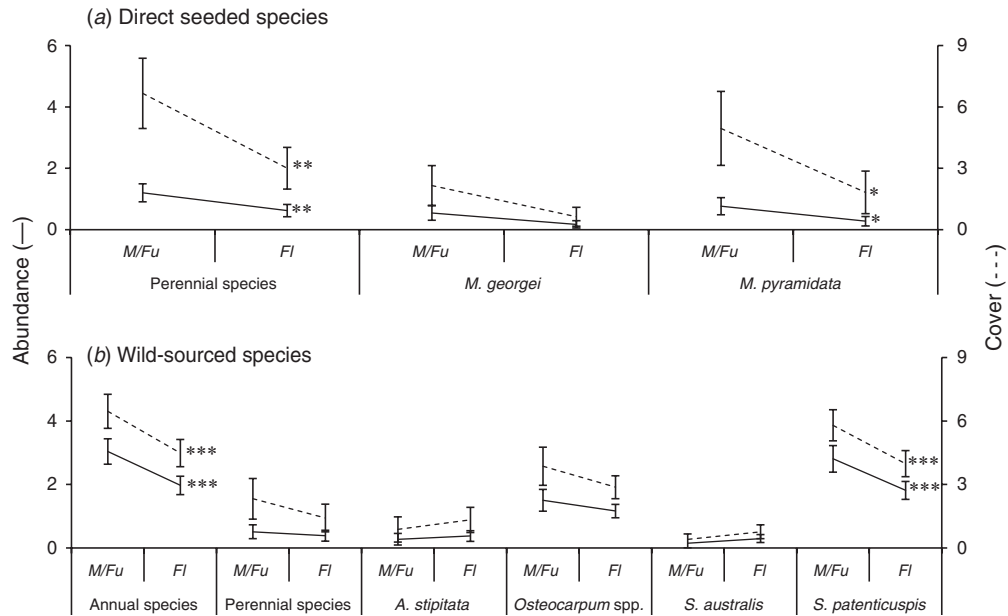 (a) Direct seeded species
6
4
2
0
9
6
3
0
** ** * *
M/Fu Fl M/Fu Fl M/Fu Fl
Perennial species M. georgei M. pyramidata
Abundance (—)
Cover (- - -)
(b) Wild-sourced species
6
4
2
0
9
6
3
0
*** *** *** ***
M/Fu Fl M/Fu Fl M/Fu Fl M/Fu Fl M/Fu Fl M/Fu Fl
Annual species Perennial species A. stipitata Osteocarpum spp. S. australis S. patenticuspis